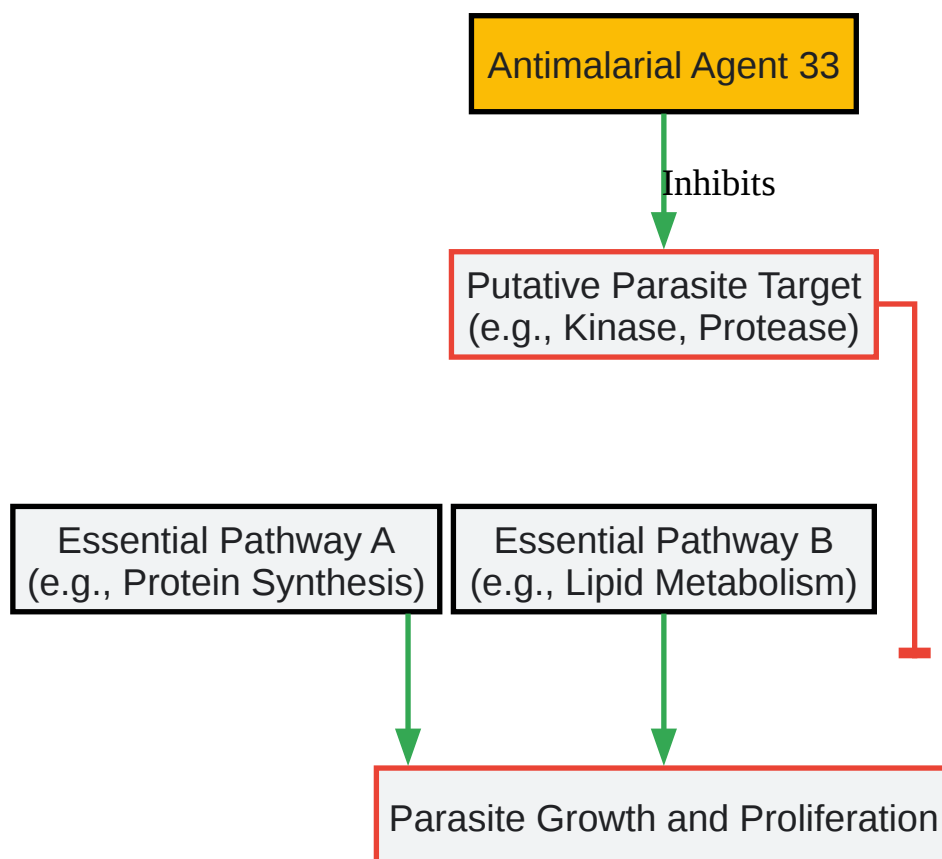 Antimalarial Agent 33
Inhibits
Putative Parasite Target
(e.g., Kinase, Protease)
Essential Pathway A
(e.g., Protein Synthesis)
Essential Pathway B
(e.g., Lipid Metabolism)
Parasite Growth and Proliferation